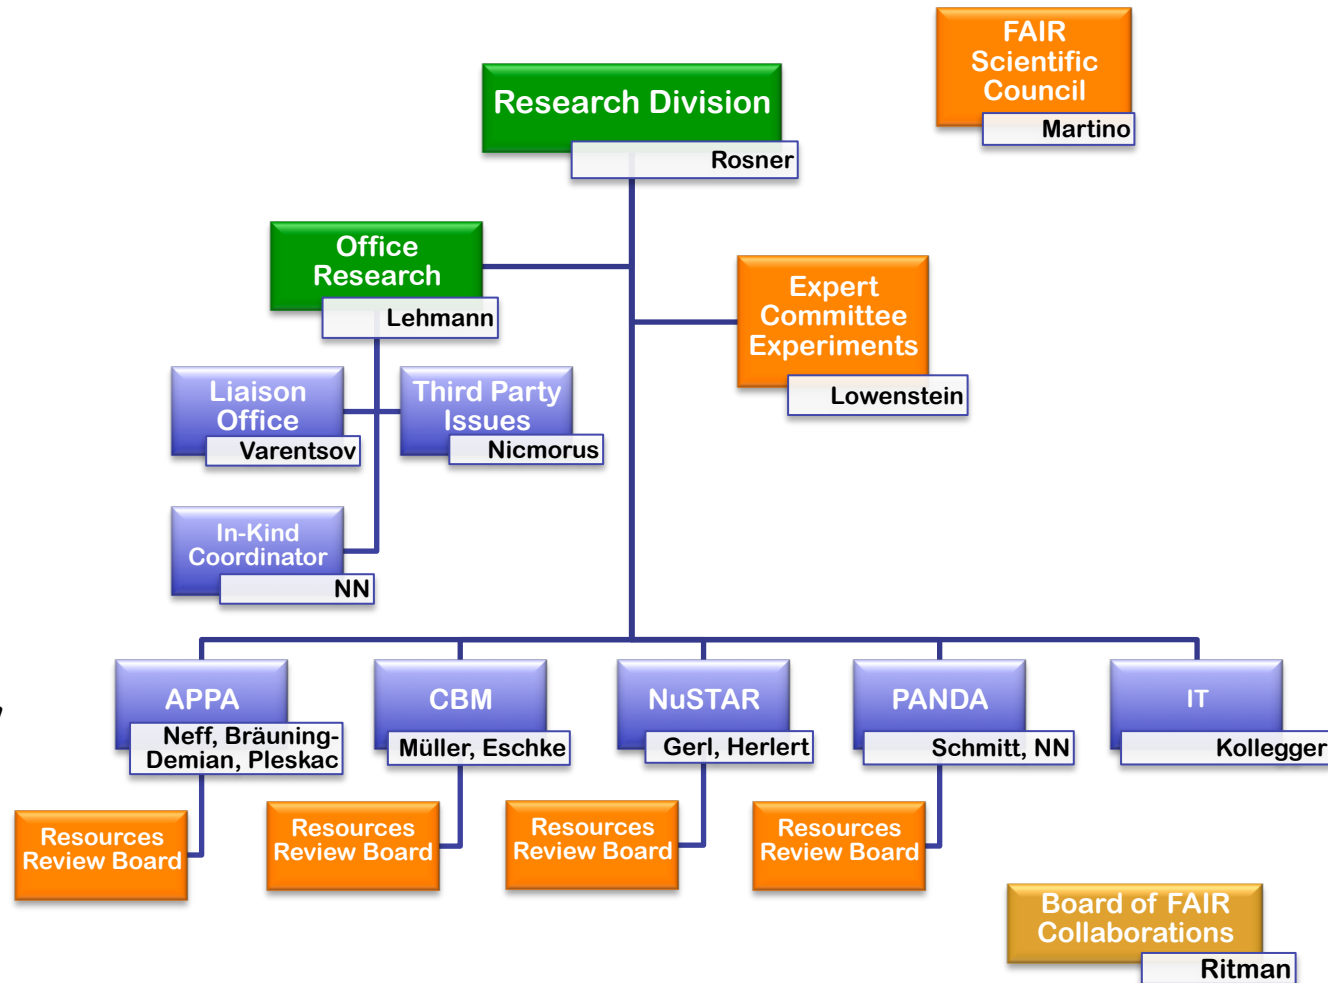 FAIR
Scientific
Council
Martino
Research Division
Rosner
Office
Research
Lehmann
Expert
Committee
Experiments
Lowenstein
Liaison
Office
Varentsov
Third Party
Issues
Nicmorus
In-Kind
Coordinator
NN
APPA
Neff, Bräuning-
Demian, Pleskac
CBM
Müller, Eschke
NuSTAR
Gerl, Herlert
PANDA
Schmitt, NN
IT
Kollegger
Resources
Review Board
Resources
Review Board
Resources
Review Board
Resources
Review Board
Board of FAIR
Collaborations
Ritman